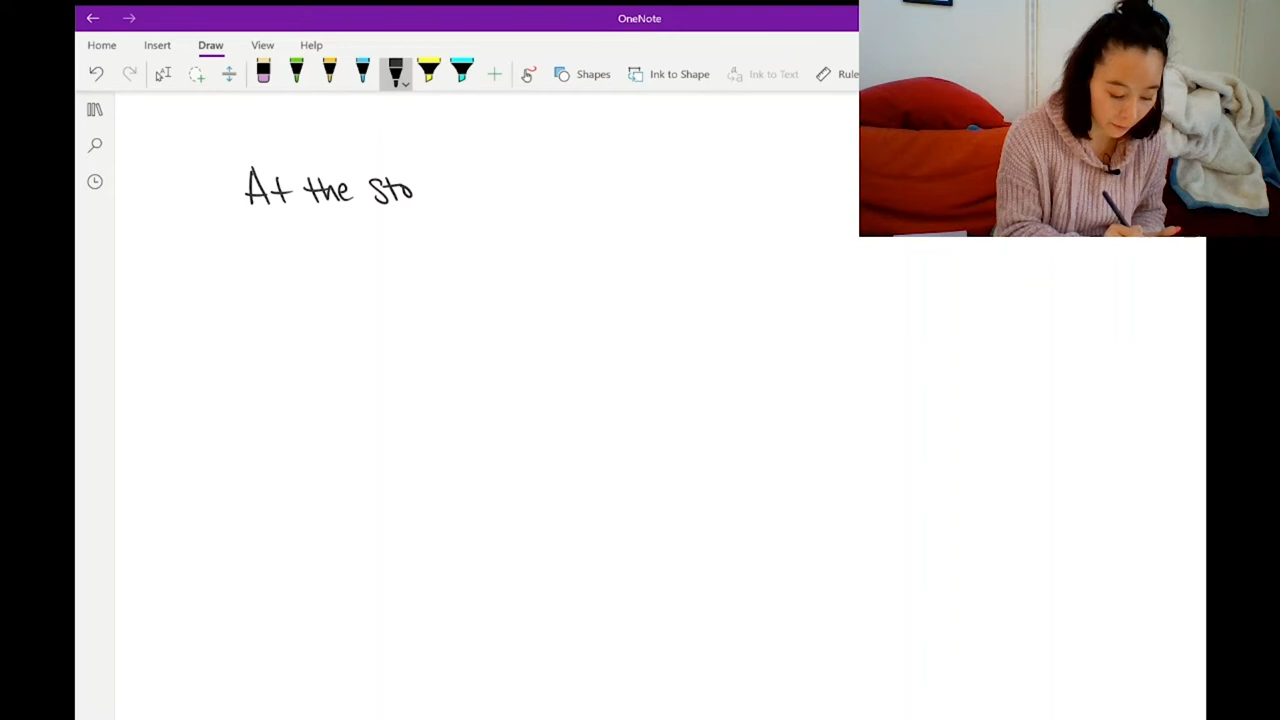 OneNote
Home Insert Draw View Help
Shapes Ink to Shape Ink to Text Rule
At the sto